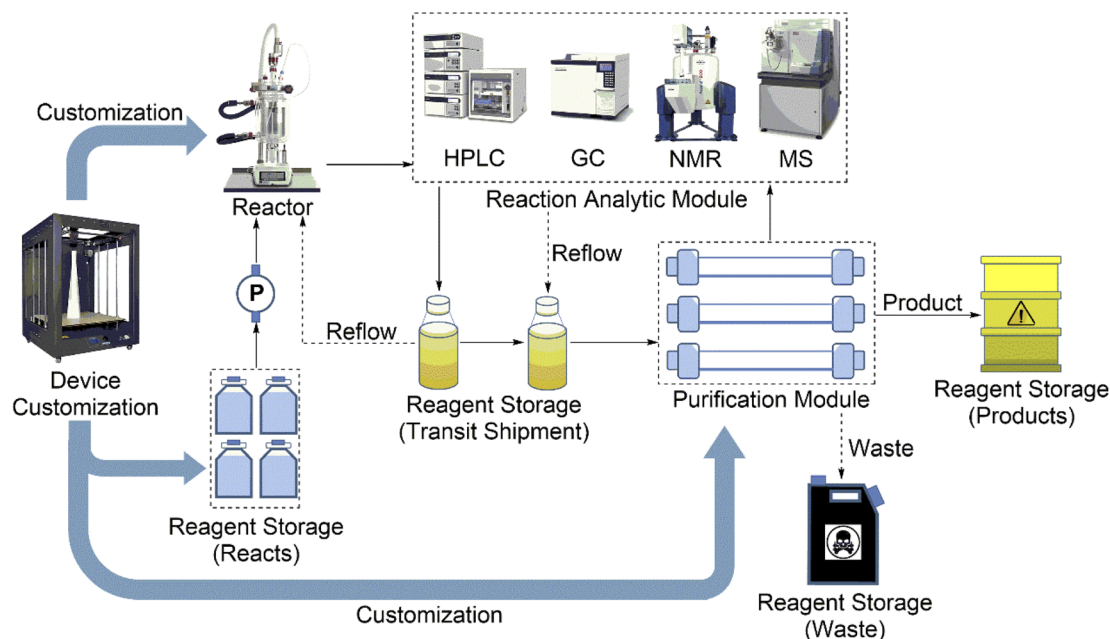 Customization
HPLC
GC
NMR
MS
Reactor
Reaction Analytic Module
Reflow
P
Reflow
Product
Device
Customization
Reagent Storage
(Transit Shipment)
Purification Module
Reagent Storage
(Products)
Waste
Reagent Storage
(Reacts)
Customization
Reagent Storage
(Waste)